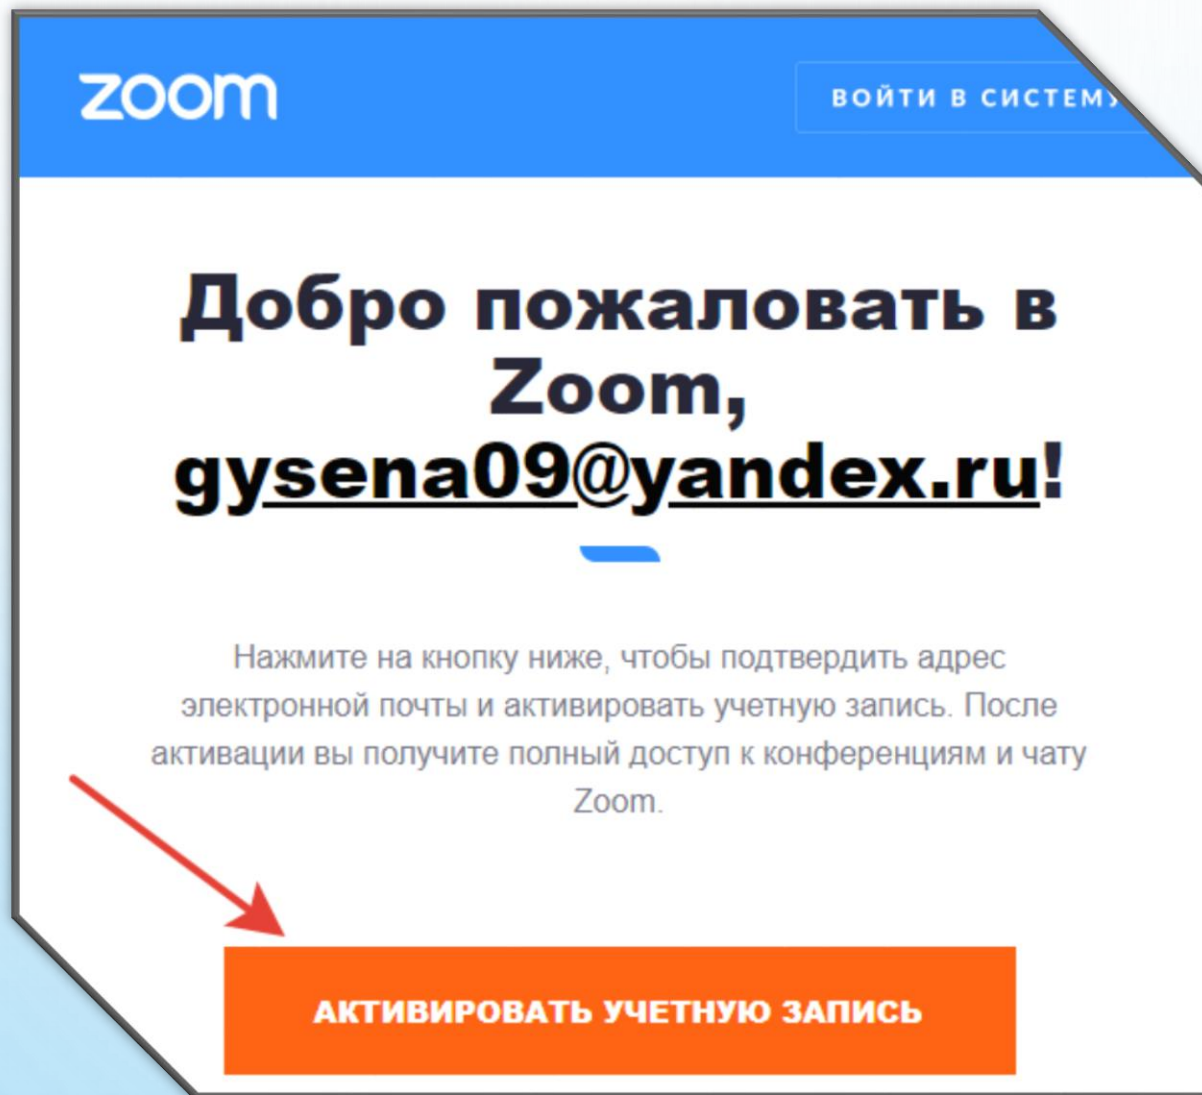 zoom
ВОЙТИ В СИСТЕМУ
Добро пожаловать в
Zoom,
gysena09@yandex.ru!
Нажмите на кнопку ниже, чтобы подтвердить адрес
электронной почты и активировать учетную запись. После
активации вы получите полный доступ к конференциям и чату
Zoom.
АКТИВИРОВАТЬ УЧЕТНУЮ ЗАПИСЬ